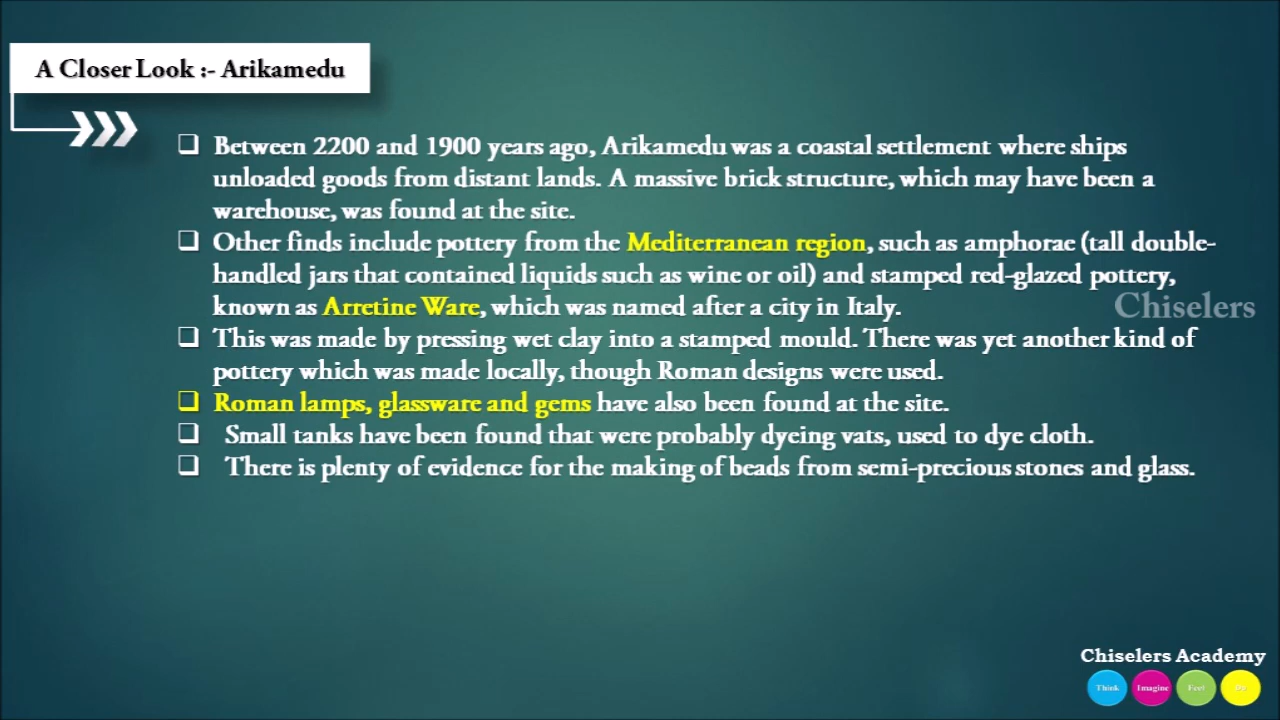 A Closer Look :- Arikamedu
Between 2200 and 1900 years ago, Arikamedu was a coastal settlement where ships
unloaded goods from distant lands. A massive brick structure, which may have been a
warehouse, was found at the site.
Other finds include pottery from the Mediterranean region, such as amphorae (tall double-
handled jars that contained liquids such as wine or oil) and stamped red-glazed pottery,
known as Arretine Ware, which was named after a city in Italy.
Chiselers
This was made by pressing wet clay into a stamped mould. There was yet another kind of
pottery which was made locally, though Roman designs were used.
Roman lamps, glassware and gems have also been found at the site.
Small tanks have been found that were probably dyeing vats, used to dye cloth.
There is plenty of evidence for the making of beads from semi-precious stones and glass.
Chiselers Academy
Think Imagine Feel